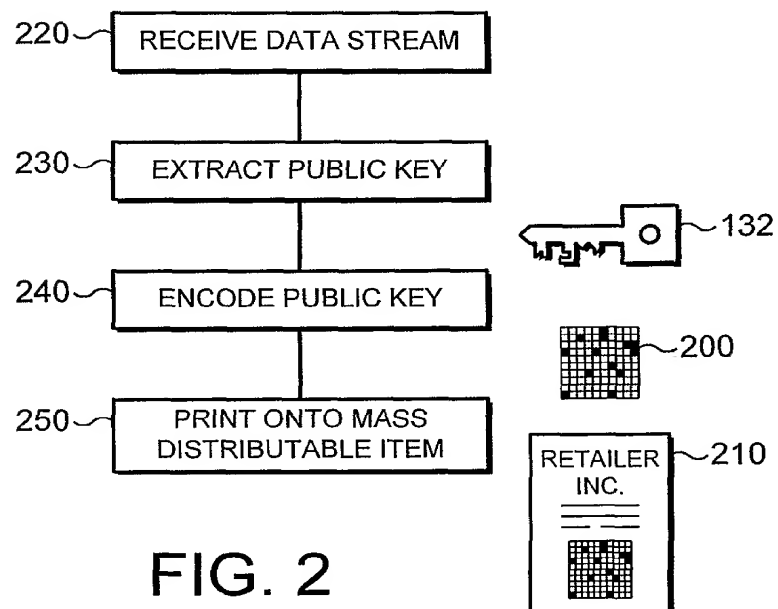 220 RECEIVE DATA STREAM
230 EXTRACT PUBLIC KEY
132
240 ENCODE PUBLIC KEY
200
250 PRINT ONTO MASS
DISTRIBUTABLE ITEM
RETAILER 210
INC.
FIG. 2